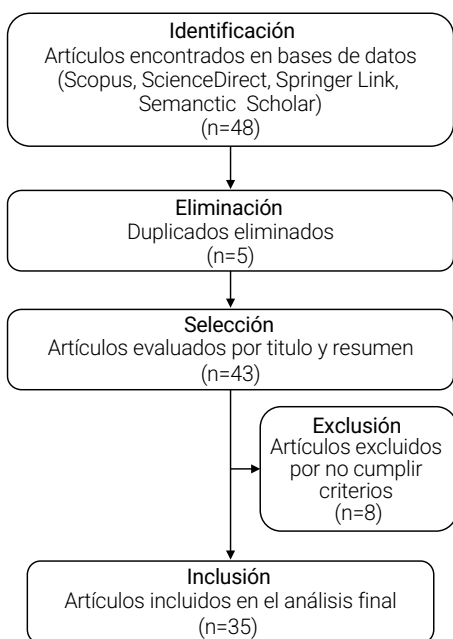 Identificación
Artículos encontrados en bases de datos
(Scopus, ScienceDirect, Springer Link,
Semanctic Scholar)
(n=48)
Eliminación
Duplicados eliminados
(n=5)
Selección
Artículos evaluados por titulo y resumen
(n=43)
Exclusión
Artículos excluidos
por no cumplir
criterios
(n=8)
Inclusión
Artículos incluidos en el análisis final
(n=35)